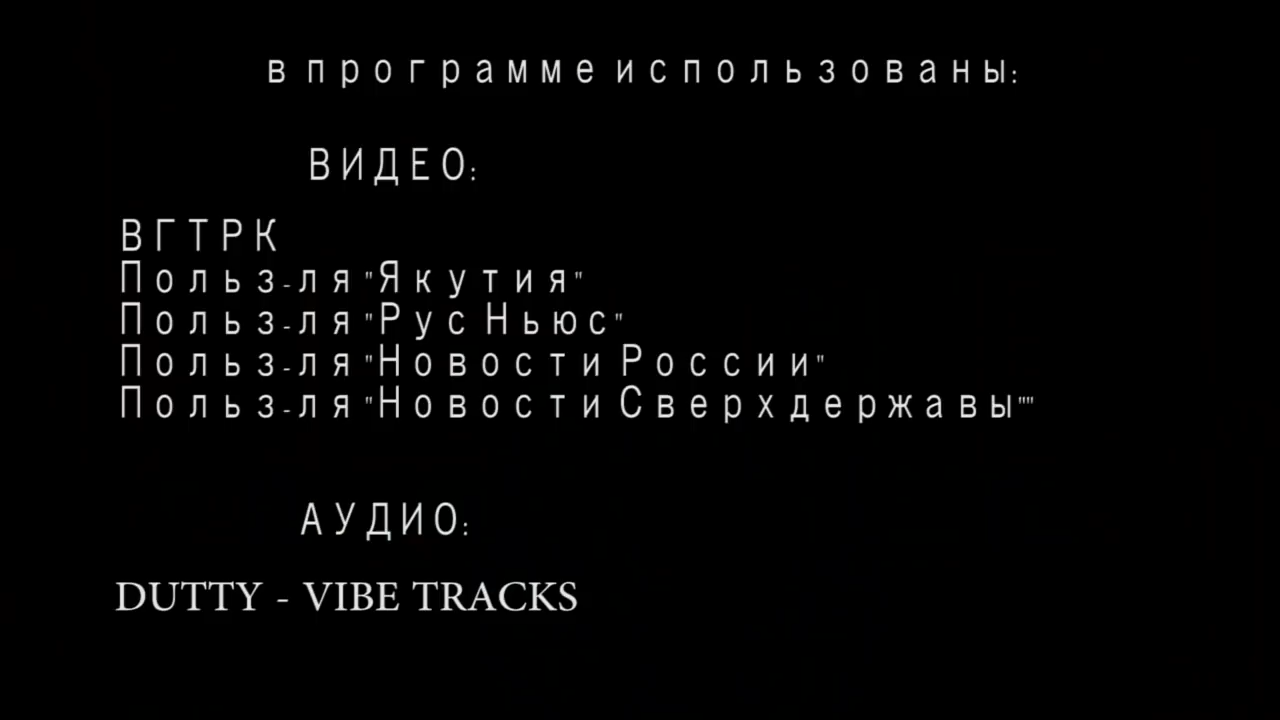 в программе использованы:
ВИДЕО:
ВГТРК
Польз-ля "Якутия"
Польз-ля "Рус Ньюс"
Польз-ля "Новости России"
Польз-ля "Новости Сверхдержавы""
АУДИО:
DUTTY - VIBE TRACKS